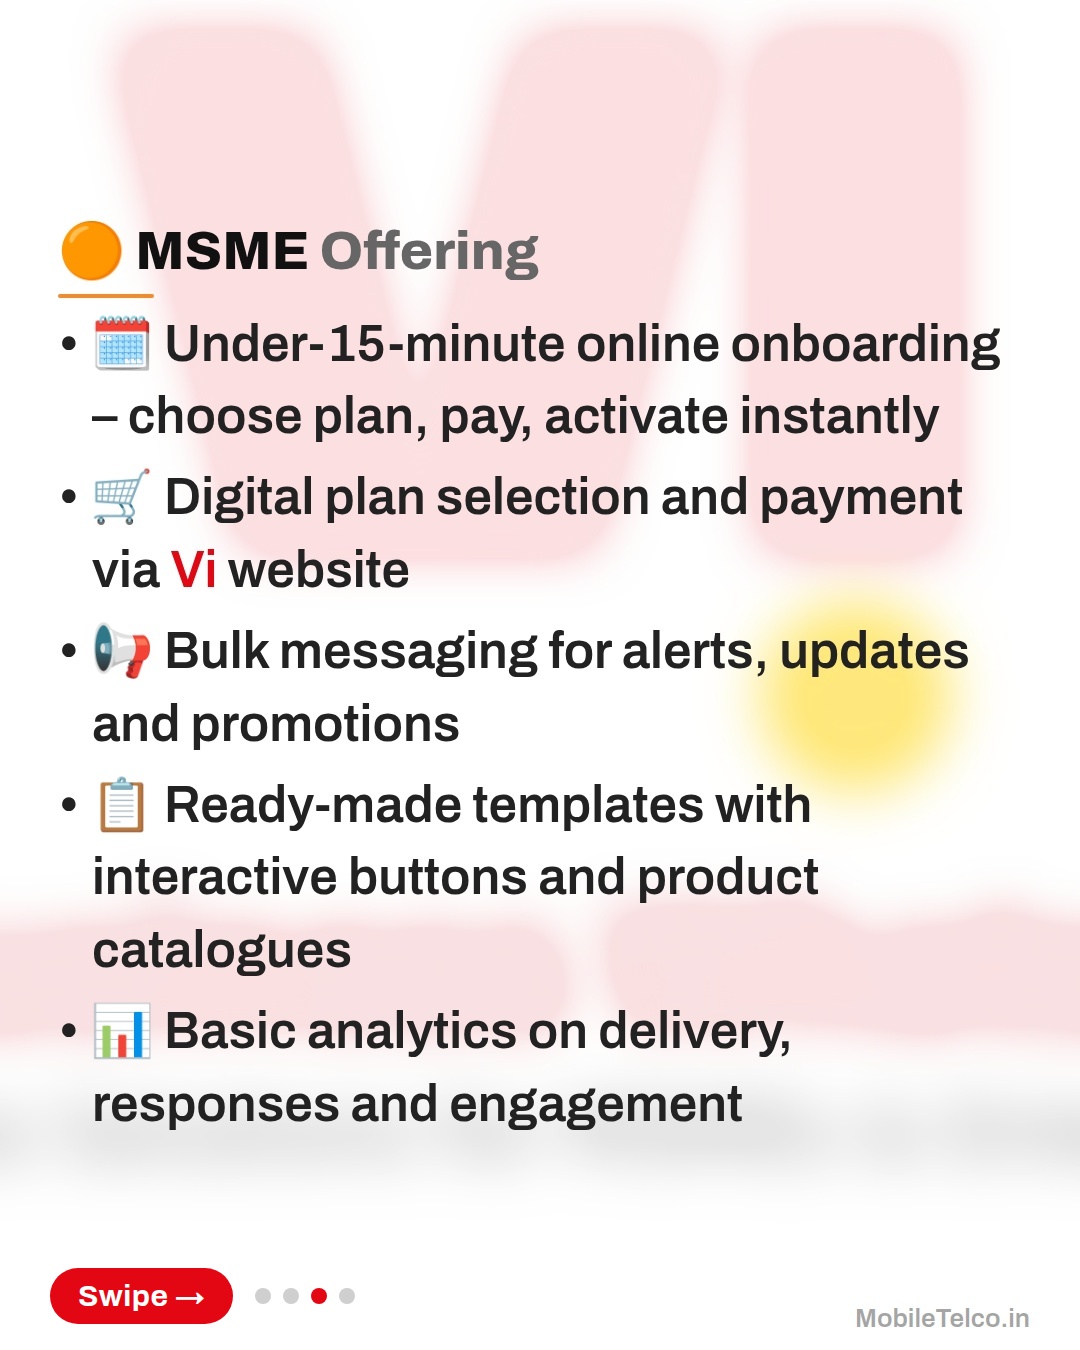 🟠 MSME Offering
• 🗓️ Under-15-minute online onboarding
– choose plan, pay, activate instantly
• 🛒 Digital plan selection and payment
via Vi website
• 📢 Bulk messaging for alerts, updates
and promotions
• 📋 Ready-made templates with
interactive buttons and product
catalogues
• 📊 Basic analytics on delivery,
responses and engagement
Swipe →
MobileTelco.in